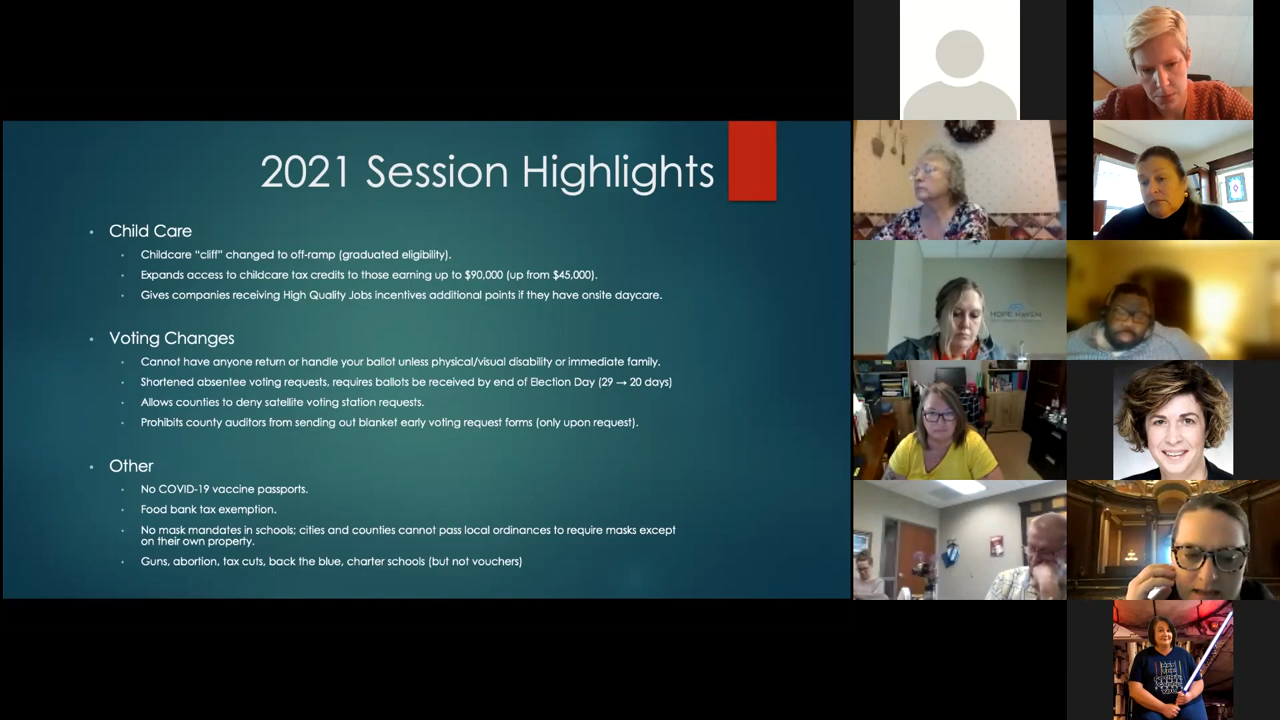 2021 Session Highlights
Child Care
Childcare “cliff” changed to off-ramp (graduated eligibility).
Expands access to childcare tax credits to those earning up to $90,000 (up from $45,000).
Gives companies receiving High Quality Jobs incentives additional points if they have onsite daycare.
Voting Changes
Cannot have anyone return or handle your ballot unless physical/visual disability or immediate family.
Shortened absentee voting requests, requires ballots be received by end of Election Day (29 → 20 days)
Allows counties to deny satellite voting station requests.
Prohibits county auditors from sending out blanket early voting request forms (only upon request).
Other
No COVID-19 vaccine passports.
Food bank tax exemption.
No mask mandates in schools; cities and counties cannot pass local ordinances to require masks except
on their own property.
Guns, abortion, tax cuts, back the blue, charter schools (but not vouchers)
HOPE HAVEN